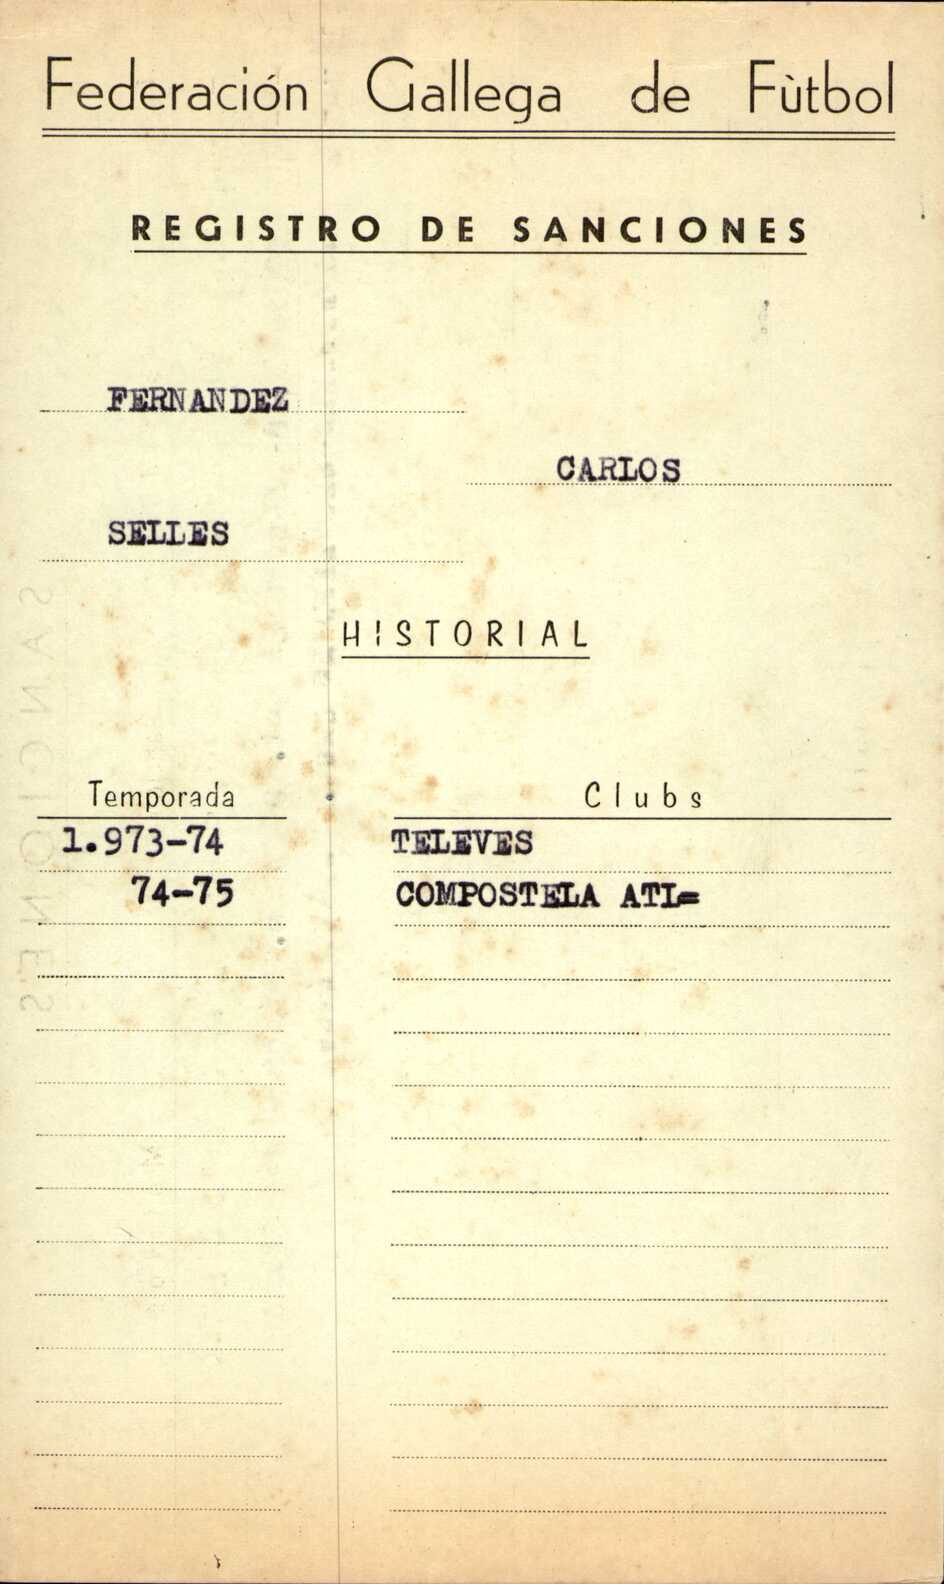 Federación Gallega de Fùtbol
REGISTRO DE SANCIONES
FERNANDEZ
CARLOS
SELLES
HISTORIAL
Temporada Clubs
1.973-74 TELEVES
74-75 COMPOSTELA ATL=
SANCIONES